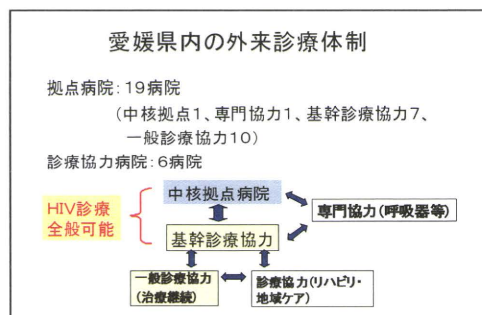 愛媛県内の外来診療体制
拠点病院：19病院
（中核拠点1、専門協力1、基幹診療協力7、
一般診療協力10）
診療協力病院：6病院
HIV診療
全般可能
中核拠点病院
専門協力（呼吸器等）
基幹診療協力
一般診療協力
（治療継続）
診療協力（リハビリ・
地域ケア）